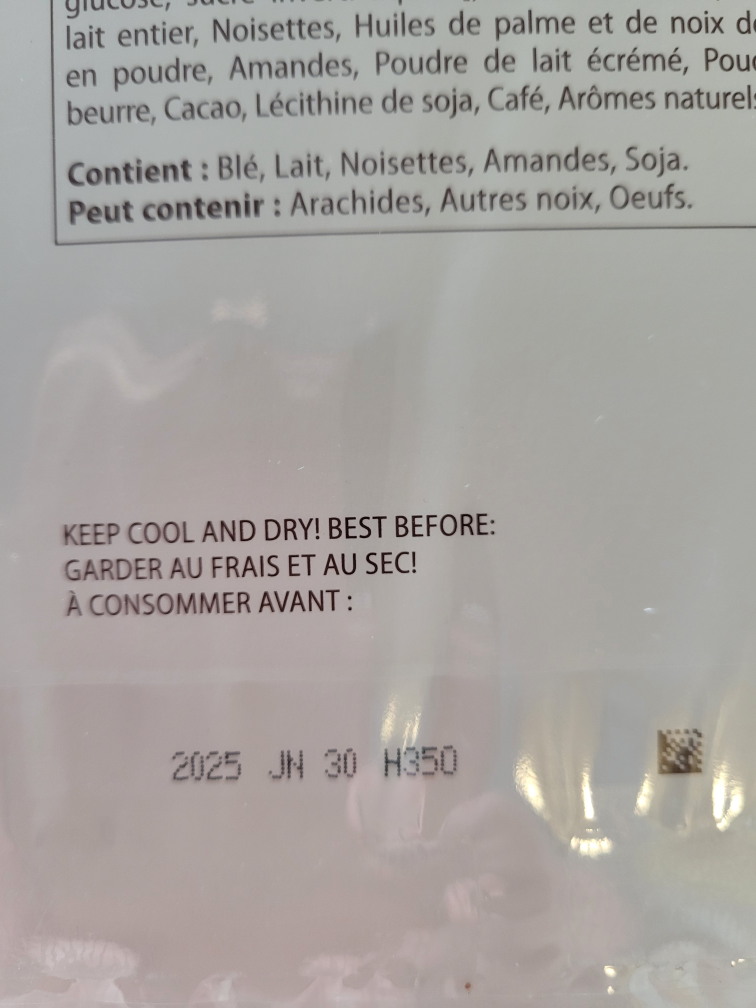 lait entier, Noisettes, Huiles de palme et de noix
en poudre, Amandes, Poudre de lait écrémé,
beurre, Cacao, Lécithine de soja, Café, Arômes naturels
Contient : Blé, Lait, Noisettes, Amandes, Soja.
Peut contenir : Arachides, Autres noix, Oeufs.
KEEP COOL AND DRY! BEST BEFORE:
GARDER AU FRAIS ET AU SEC!
À CONSOMMER AVANT :
2025 JN 30 H350